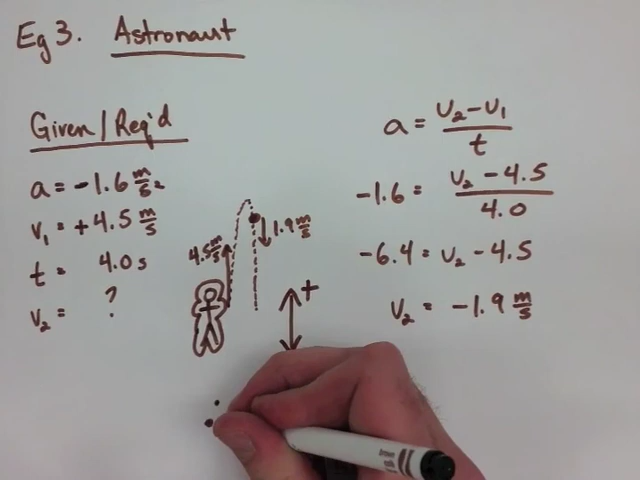 Eg 3. Astronaut
Given/Req'd
a = -1.6 m/s²
v₁ = +4.5 m/s
t = 4.0 s
v₂ = ?
4.5 m/s
1.9 m/s
+
a = v₂ - v₁ / t
-1.6 = v₂ - 4.5 / 4.0
-6.4 = v₂ - 4.5
v₂ = -1.9 m/s